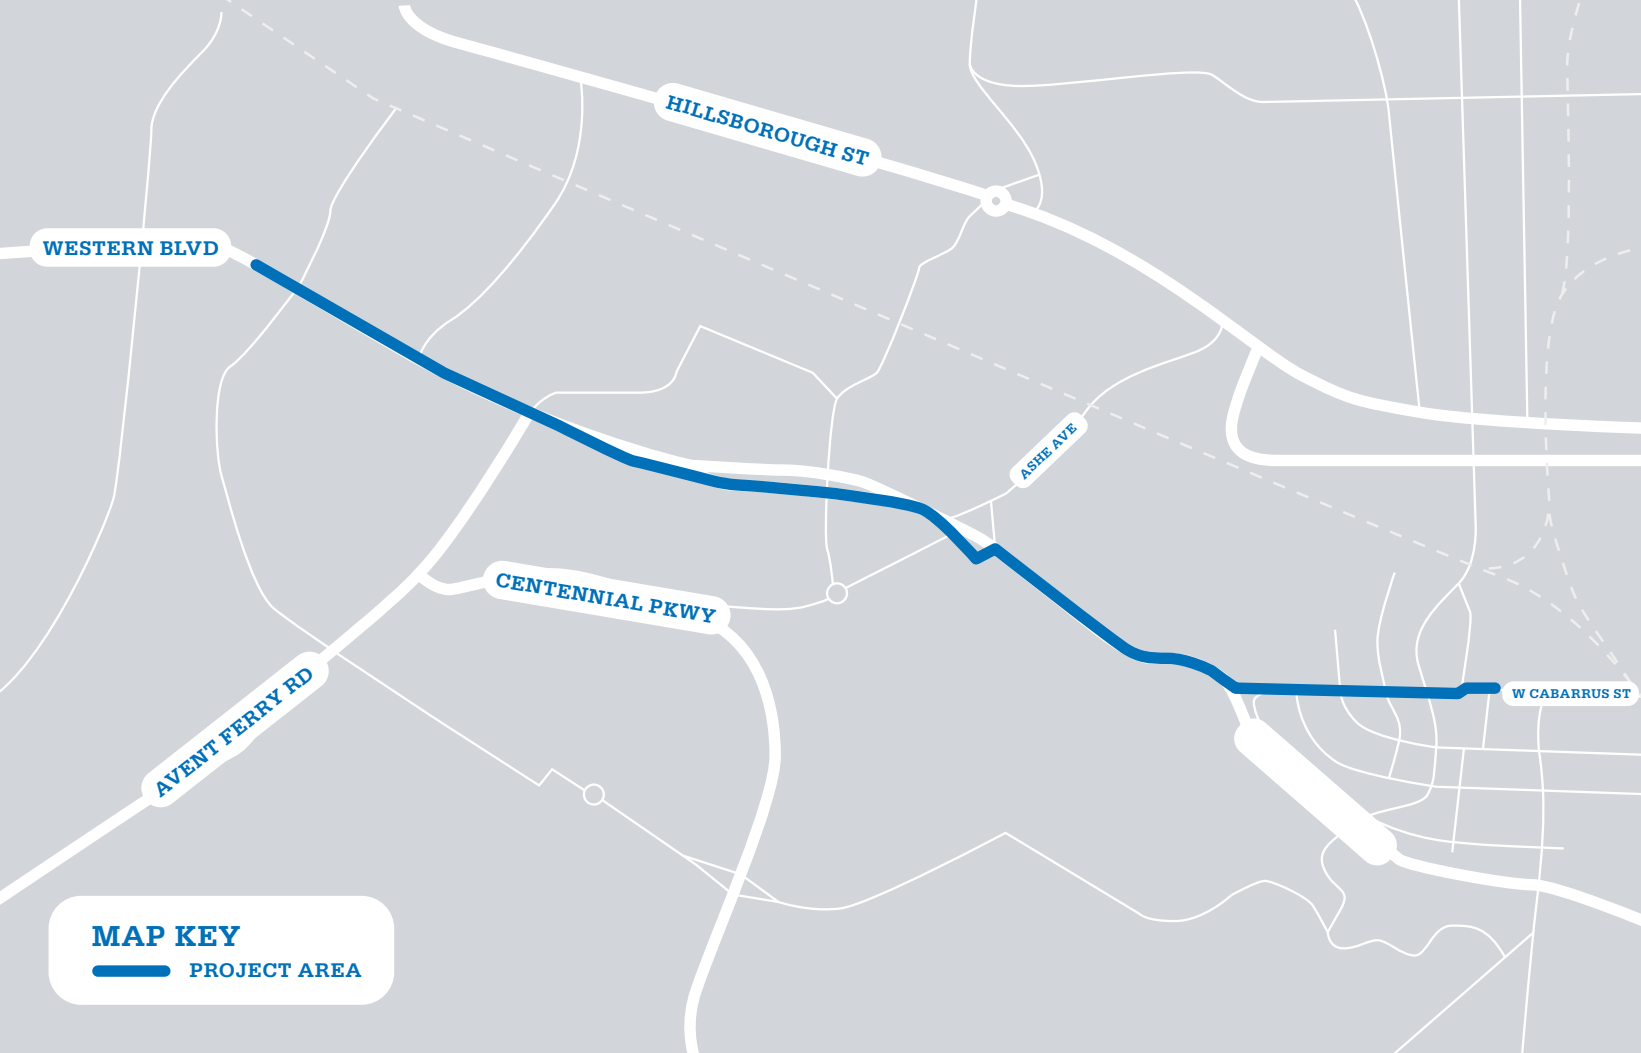 HILLSBOROUGH ST
WESTERN BLVD
ASHE AVE
CENTENNIAL PKWY
AVENT FERRY RD
W CABARRUS ST
MAP KEY
PROJECT AREA